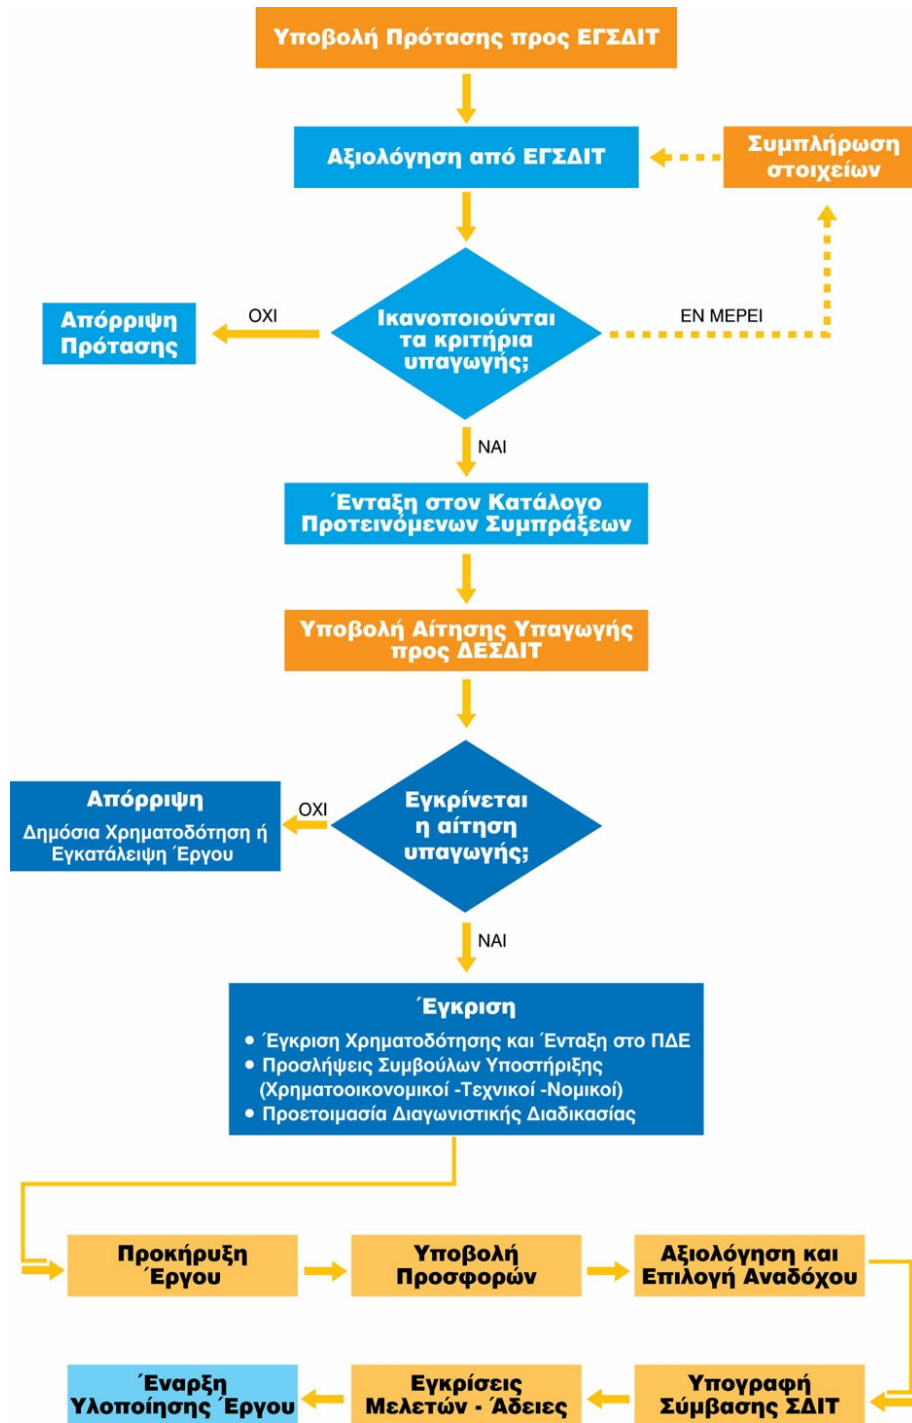 Υποβολή Πρότασης προς ΕΓΣΔΙΤ
Αξιολόγηση από ΕΓΣΔΙΤ
Συμπλήρωση
στοιχείων
Ικανοποιούνται
τα κριτήρια
υπαγωγής;
ΟΧΙ
Απόρριψη
Πρότασης
ΕΝ ΜΕΡΕΙ
ΝΑΙ
Ένταξη στον Κατάλογο
Προτεινόμενων Συμπράξεων
Υποβολή Αίτησης Υπαγωγής
προς ΔΕΣΔΙΤ
Εγκρίνεται
η αίτηση
υπαγωγής;
ΟΧΙ
Απόρριψη
Δημόσια Χρηματοδότηση ή
Εγκατάλειψη Έργου
ΝΑΙ
Έγκριση
• Έγκριση Χρηματοδότησης και Ένταξη στο ΠΔΕ
• Προσλήψεις Συμβούλων Υποστήριξης
(Χρηματοοικονομικοί -Τεχνικοί -Νομικοί)
• Προετοιμασία Διαγωνιστικής Διαδικασίας
Προκήρυξη
Έργου
Υποβολή
Προσφορών
Αξιολόγηση και
Επιλογή Αναδόχου
Υπογραφή
Σύμβασης ΣΔΙΤ
Εγκρίσεις
Μελετών - Άδειες
Έναρξη
Υλοποίησης Έργου